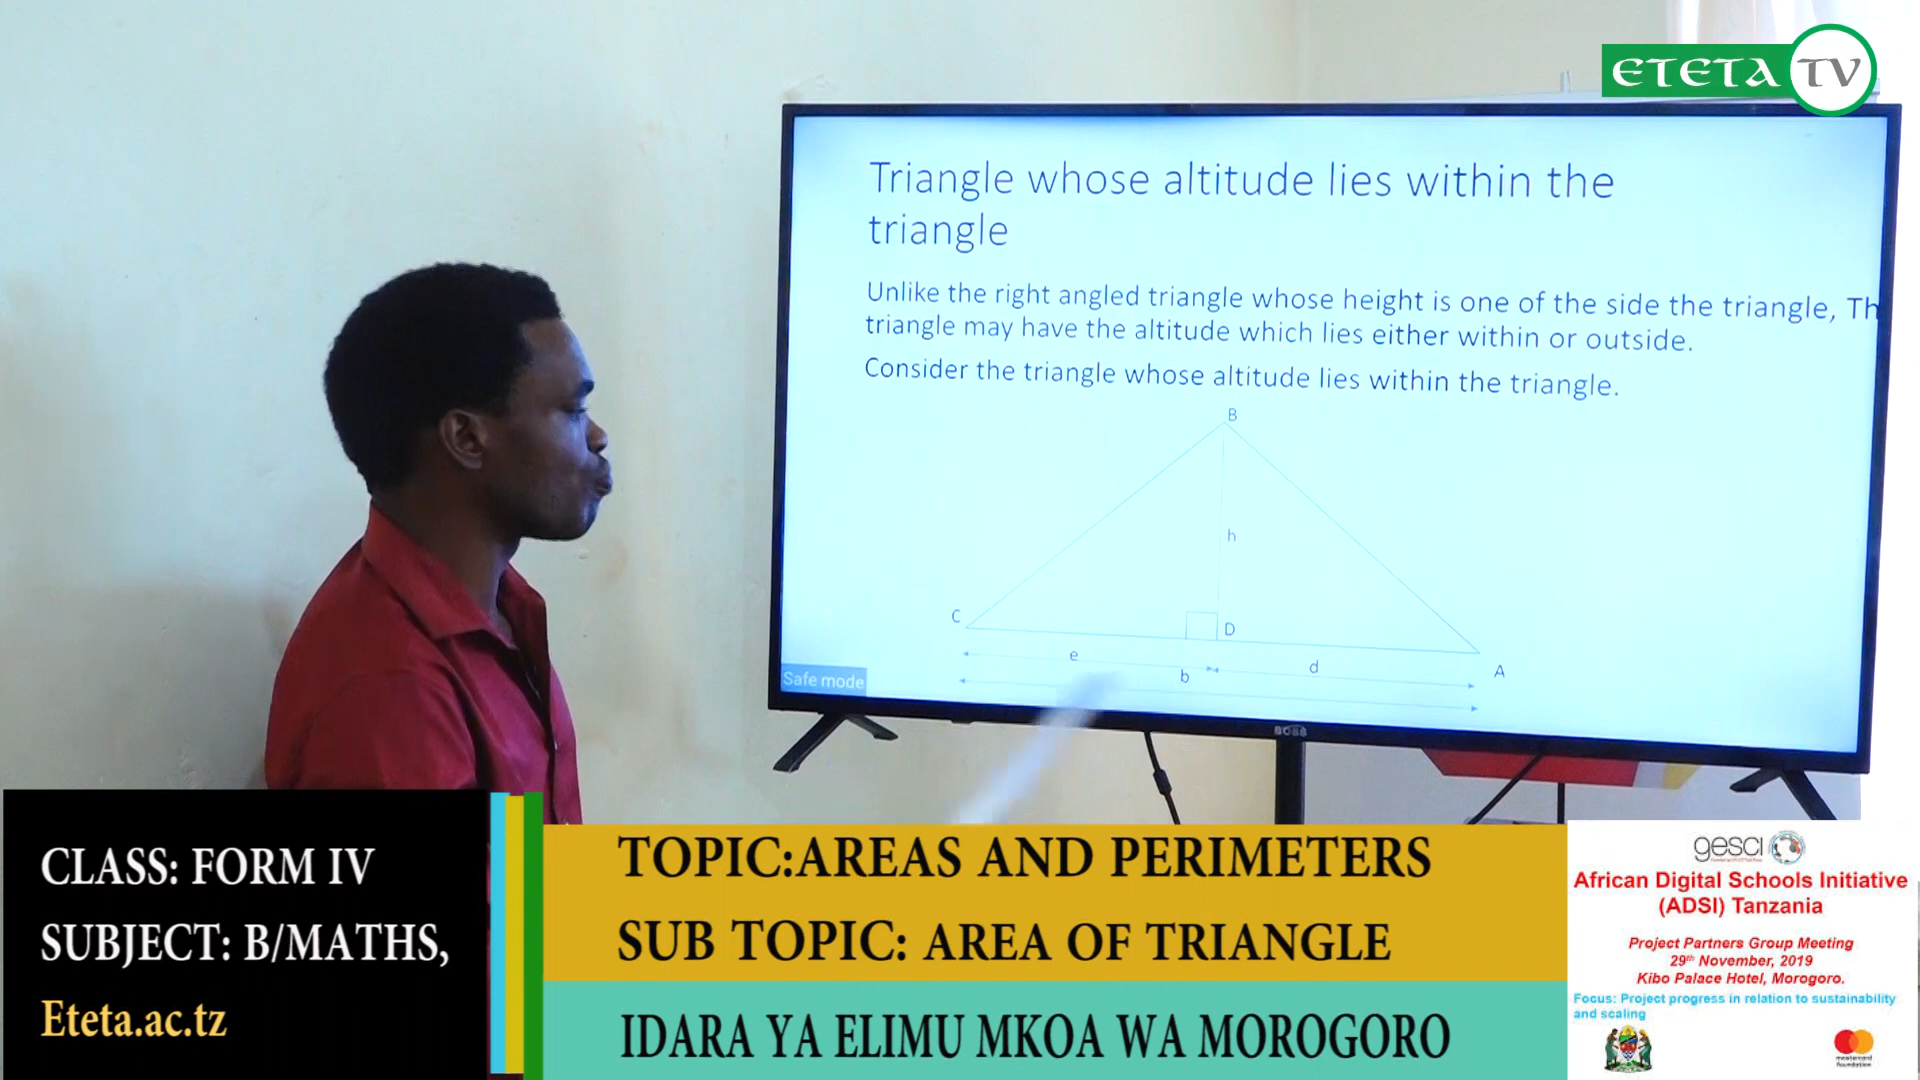 ETETA TV
Triangle whose altitude lies within the
triangle
Unlike the right angled triangle whose height is one of the side the triangle, Th
triangle may have the altitude which lies either within or outside.
Consider the triangle whose altitude lies within the triangle.
B
h
C
D
e
d
A
b
Safe mode
BOSS
CLASS: FORM IV
SUBJECT: B/MATHS,
Eteta.ac.tz
TOPIC:AREAS AND PERIMETERS
SUB TOPIC: AREA OF TRIANGLE
IDARA YA ELIMU MKOA WA MOROGORO
gesci
African Digital Schools Initiative
(ADSI) Tanzania
Project Partners Group Meeting
29th November, 2019
Kibo Palace Hotel, Morogoro.
Focus: Project progress in relation to sustainability
and scaling
mastercard
foundation